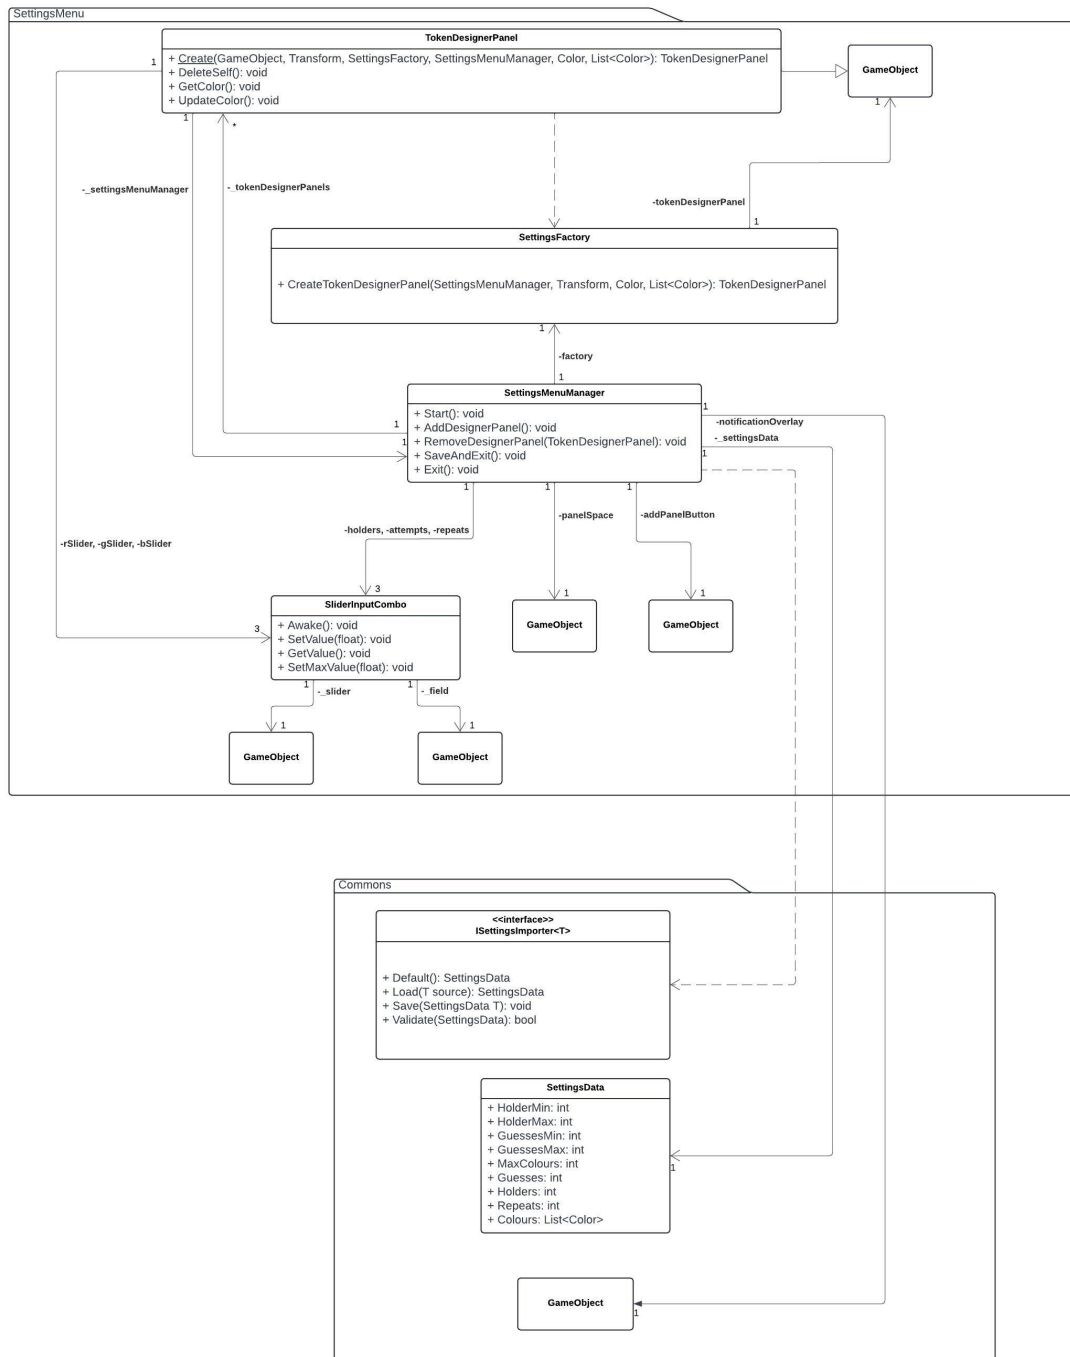 SettingsMenu
TokenDesignerPanel
+ Create(GameObject, Transform, SettingsFactory, SettingsMenuManager, Color, List<Color>): TokenDesignerPanel
+ DeleteSelf(): void
+ GetColor(): void
+ UpdateColor(): void
GameObject
1
1
1
*
-_settingsMenuManager
-_tokenDesignerPanels
-tokenDesignerPanel
1
SettingsFactory
+ CreateTokenDesignerPanel(SettingsMenuManager, Transform, Color, List<Color>): TokenDesignerPanel
1
-factory
1
SettingsMenuManager
+ Start(): void
+ AddDesignerPanel(): void
+ RemoveDesignerPanel(TokenDesignerPanel): void
+ SaveAndExit(): void
+ Exit(): void
1
1
1
-notificationOverlay
-_settingsData
1
1
1
1
-panelSpace
-addPanelButton
-holders, -attempts, -repeats
-rSlider, -gSlider, -bSlider
3
1
1
SliderInputCombo
+ Awake(): void
+ SetValue(float): void
+ GetValue(): void
+ SetMaxValue(float): void
3
GameObject
GameObject
1
-_slider
1
-_field
1
1
GameObject
GameObject
Commons
<<interface>>
ISettingsImporter<T>
+ Default(): SettingsData
+ Load(T source): SettingsData
+ Save(SettingsData T): void
+ Validate(SettingsData): bool
SettingsData
+ HolderMin: int
+ HolderMax: int
+ GuessesMin: int
+ GuessesMax: int
+ MaxColours: int
+ Guesses: int
+ Holders: int
+ Repeats: int
+ Colours: List<Color>
1
GameObject
1